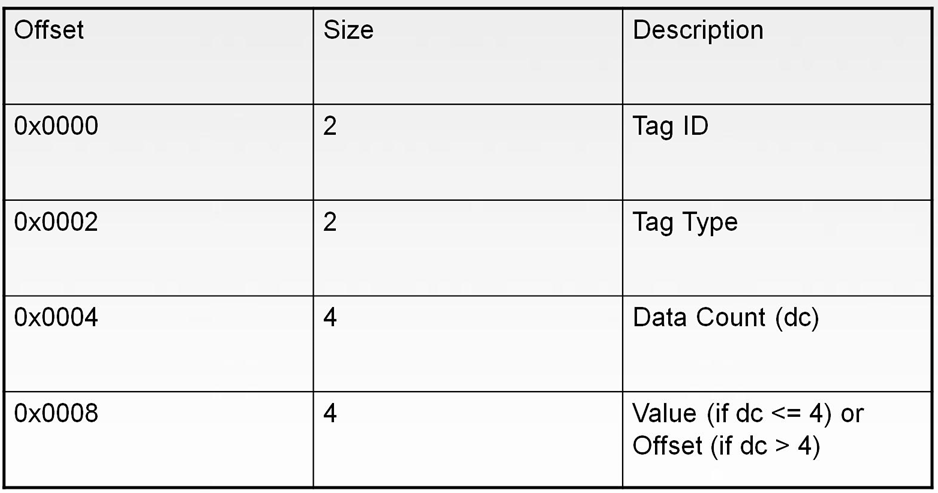 Offset Size Description
0x0000 2 Tag ID
0x0002 2 Tag Type
0x0004 4 Data Count (dc)
0x0008 4 Value (if dc <= 4) or
Offset (if dc > 4)